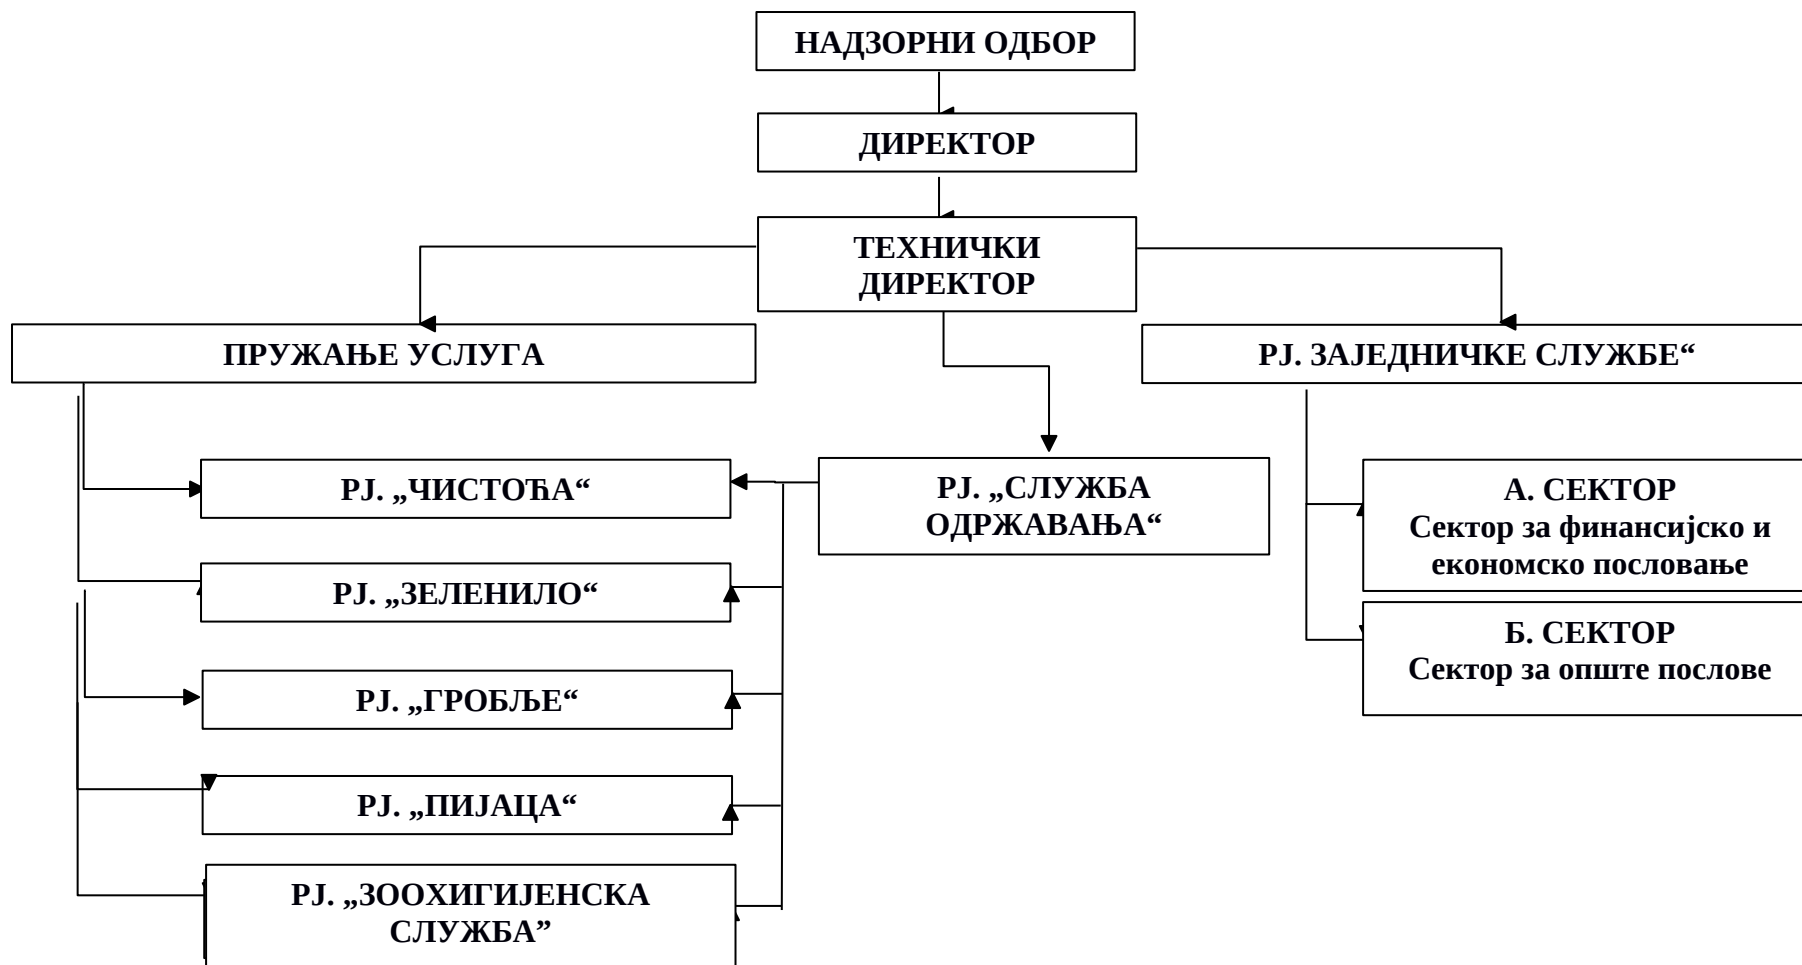 НАДЗОРНИ ОДБОР
ДИРЕКТОР
ТЕХНИЧКИ
ДИРЕКТОР
ПРУЖАЊЕ УСЛУГА
РЈ. ЗАЈЕДНИЧКЕ СЛУЖБЕ“
РЈ. „ЧИСТОЋА“
РЈ. „ЗЕЛЕНИЛО“
РЈ. „ГРОБЉЕ“
РЈ. „ПИЈАЦА“
РЈ. „ЗООХИГИЈЕНСКА
СЛУЖБА”
РЈ. „СЛУЖБА
ОДРЖАВАЊА“
А. СЕКТОР
Сектор за финансијско и
економско пословање
Б. СЕКТОР
Сектор за опште послове